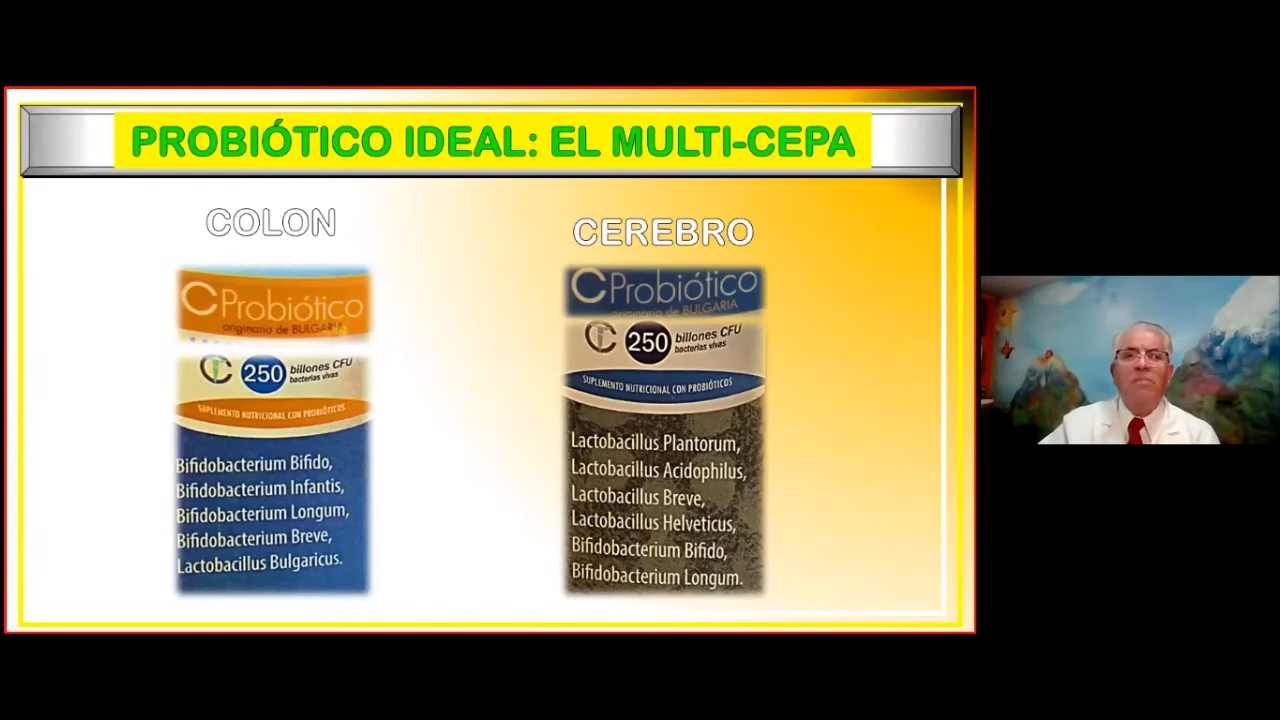 PROBIÓTICO IDEAL: EL MULTI-CEPA
COLON
CProbiótico
originario de BULGARIA
250 billones CFU
bacterias vivas
SUPLEMENTO NUTRICIONAL CON PROBIÓTICOS
Bifidobacterium Bifido,
Bifidobacterium Infantis,
Bifidobacterium Longum,
Bifidobacterium Breve,
Lactobacillus Bulgaricus.
CEREBRO
CProbiótico
originario de BULGARIA
250 billones CFU
bacterias vivas
SUPLEMENTO NUTRICIONAL CON PROBIÓTICOS
Lactobacillus Plantorum,
Lactobacillus Acidophilus,
Lactobacillus Breve,
Lactobacillus Helveticus,
Bifidobacterium Bifido,
Bifidobacterium Longum.